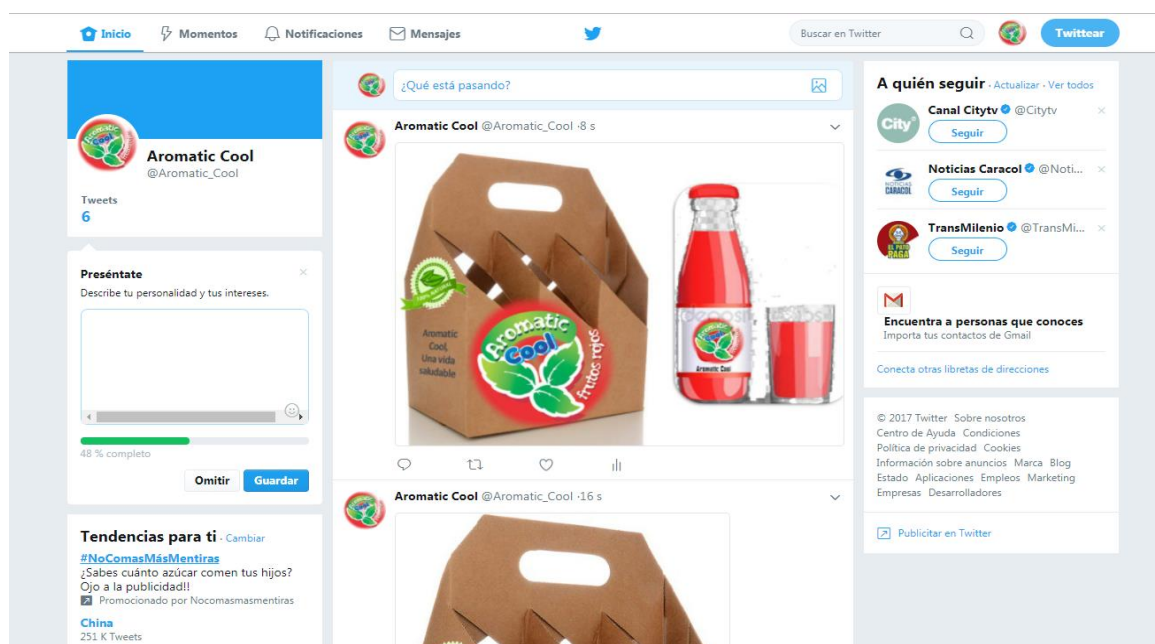 Inicio
Momentos
Notificaciones
Mensajes
Buscar en Twitter
Twittear
Aromatic Cool
@Aromatic_Cool
Tweets
6
Preséntate
Describe tu personalidad y tus intereses.
48 % completo
Omitir
Guardar
Tendencias para ti · Cambiar
#NoComasMásMentiras
¿Sabes cuánto azúcar comen tus hijos?
Ojo a la publicidad!!
Promocionado por Nocomasmasmentiras
China
251 K Tweets
¿Qué está pasando?
Aromatic Cool @Aromatic_Cool ·8 s
Aromatic
Cool,
Una vida
saludable
Aromatic
Cool
frutos rojos
Aromatic
Cool
Aromatic Cool
Aromatic Cool @Aromatic_Cool ·16 s
A quién seguir · Actualizar · Ver todos
City
Canal Citytv @Citytv
Seguir
NOTICIAS
CARACOL
Noticias Caracol @Noti...
Seguir
EL PATO
RAGA
TransMilenio @TransMi...
Seguir
Encuentra a personas que conoces
Importa tus contactos de Gmail
Conecta otras libretas de direcciones
© 2017 Twitter Sobre nosotros
Centro de Ayuda Condiciones
Política de privacidad Cookies
Información sobre anuncios Marca Blog
Estado Aplicaciones Empleos Marketing
Empresas Desarrolladores
Publicitar en Twitter